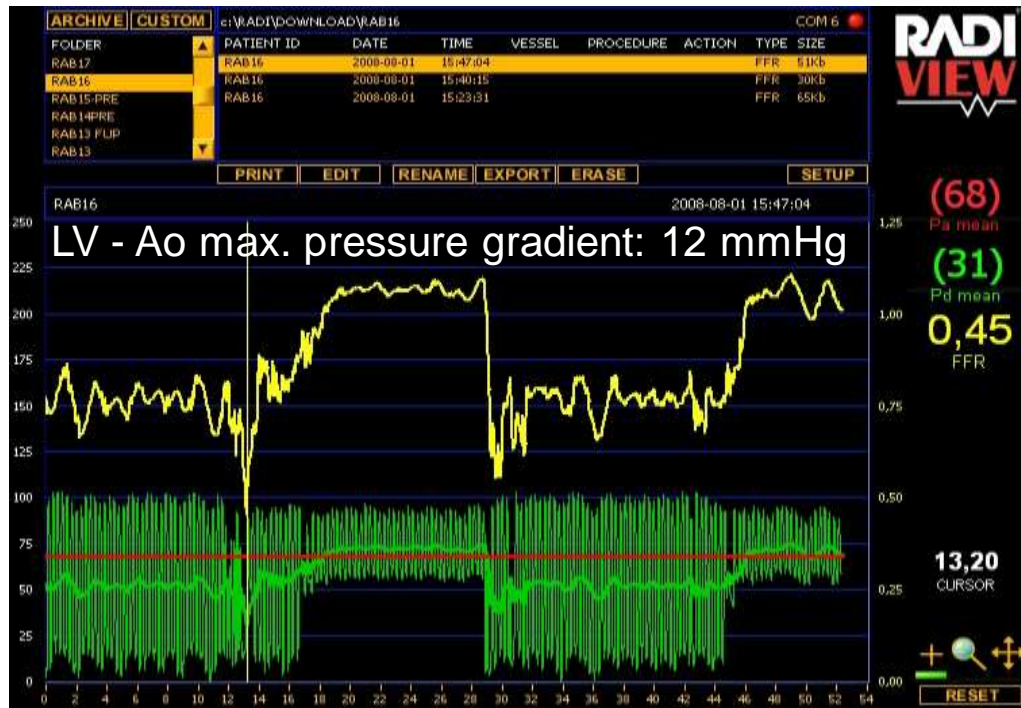 ARCHIVE CUSTOM c:\RADI\DOWNLOAD\RAB16 COM 6
FOLDER PATIENT ID DATE TIME VESSEL PROCEDURE ACTION TYPE SIZE
RAB17 RAB16 2008-08-01 15:47:04 FFR 51Kb
RAB16 RAB16 2008-08-01 15:40:15 FFR 30Kb
RAB15-PRE RAB16 2008-08-01 15:23:31 FFR 65Kb
RAB14PRE
RAB13 FUP
RAB13
PRINT EDIT RENAME EXPORT ERASE SETUP
RADI
VIEW
RAB16 2008-08-01 15:47:04
LV - Ao max. pressure gradient: 12 mmHg
250
225
200
175
150
125
100
75
50
25
0
1,25
1,00
0,75
0,50
0,25
0,00
0 2 4 6 8 10 12 14 16 18 20 22 24 26 28 30 32 34 36 38 40 42 44 46 48 50 52 54
(68)
Pa mean
(31)
Pd mean
0,45
FFR
13,20
CURSOR
RESET